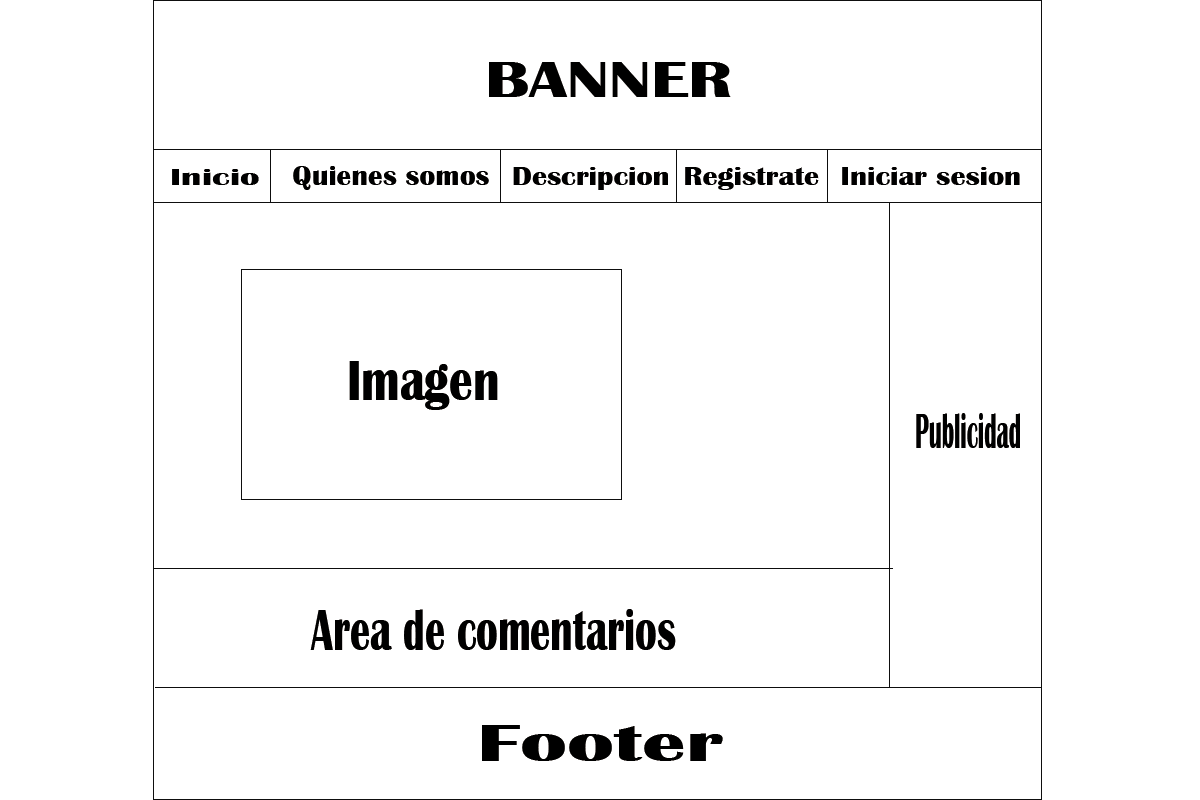 BANNER
Inicio
Quienes somos
Descripcion
Registrate
Iniciar sesion
Imagen
Publicidad
Area de comentarios
Footer